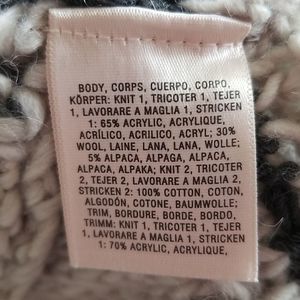 BODY, CORPS, CUERPO, CORPO,
KÖRPER: KNIT 1, TRICOTER 1, TEJER
1, LAVORARE A MAGLIA 1, STRICKEN
1: 65% ACRYLIC, ACRYLIQUE,
ACRÍLICO, ACRILICO, ACRYL; 30%
WOOL, LAINE, LANA, LANA, WOLLE;
5% ALPACA, ALPAGA, ALPACA,
ALPACA, ALPAKA; KNIT 2, TRICOTER
2, TEJER 2, LAVORARE A MAGLIA 2,
STRICKEN 2: 100% COTTON, COTON,
ALGODÓN, COTONE, BAUMWOLLE;
TRIM, BORDURE, BORDE, BORDO,
TRIMM: KNIT 1, TRICOTER 1, TEJER
1, LAVORARE A MAGLIA 1, STRICKEN
1: 70% ACRYLIC, ACRYLIQUE,